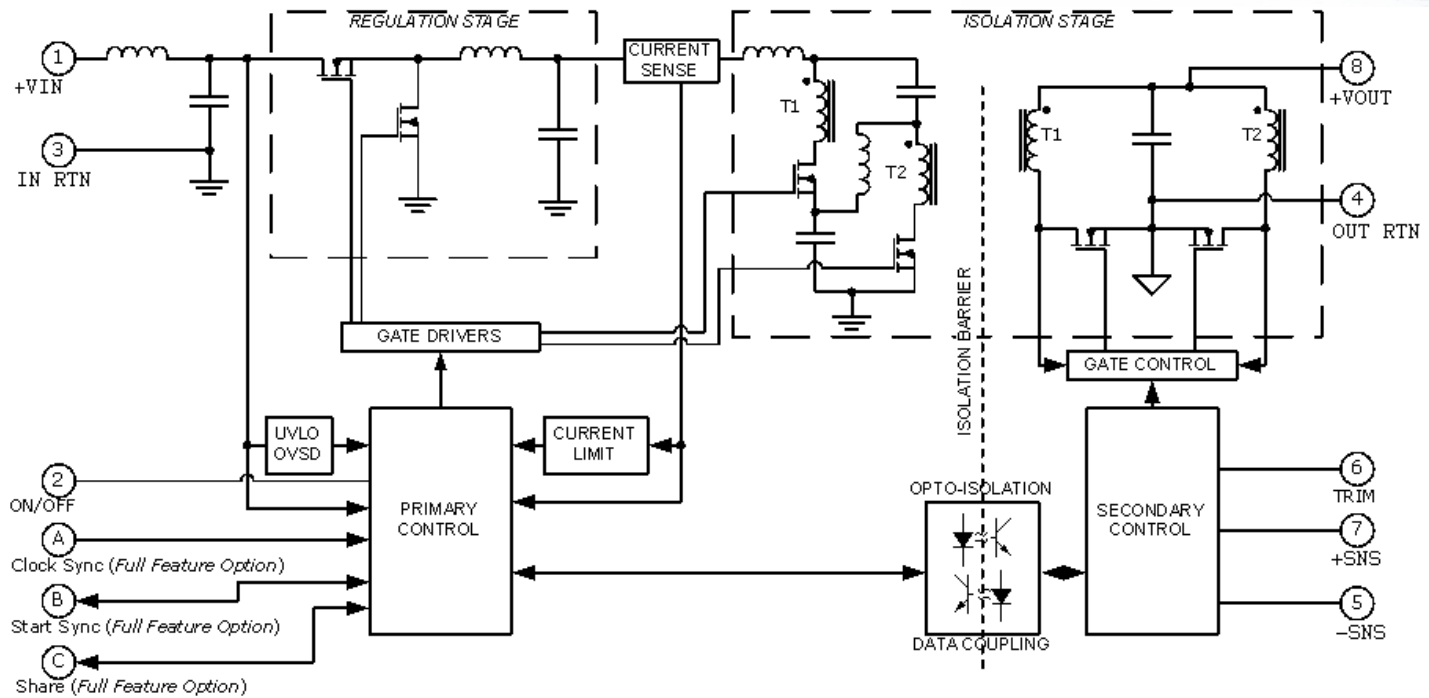 REGULATION STAGE
ISOLATION STAGE
1
+VIN
CURRENT
SENSE
8
+VOUT
T1
T1
T2
T2
3
IN RTN
4
OUT RTN
GATE DRIVERS
GATE CONTROL
ISOLATION BARRIER
UVLO
OVSD
CURRENT
LIMIT
2
ON/OFF
PRIMARY
CONTROL
OPTO-ISOLATION
SECONDARY
CONTROL
6
TRIM
A
Clock Sync (Full Feature Option)
7
+SNS
B
Start Sync (Full Feature Option)
5
−SNS
DATA COUPLING
C
Share (Full Feature Option)